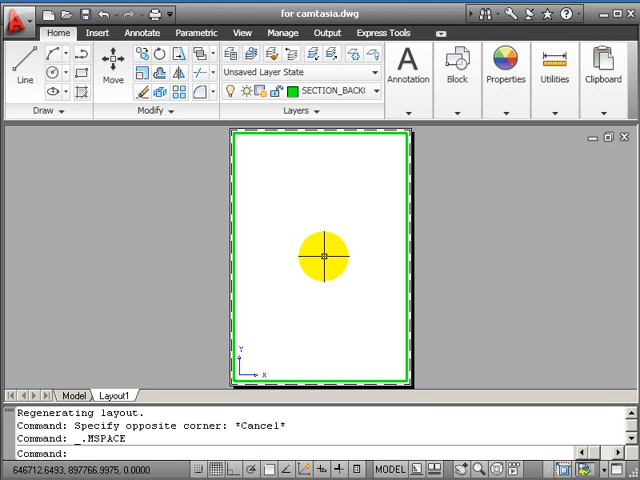 for camtasia.dwg
Home Insert Annotate Parametric View Manage Output Express Tools
Line
Move
Unsaved Layer State
SECTION_BACK
Annotation
Block
Properties
Utilities
Clipboard
Draw
Modify
Layers
Y
X
Model Layout1
Regenerating layout.
Command: Specify opposite corner: *Cancel*
Command: _.MSPACE
Command:
646712.6493, 897766.9975, 0.0000
MODEL